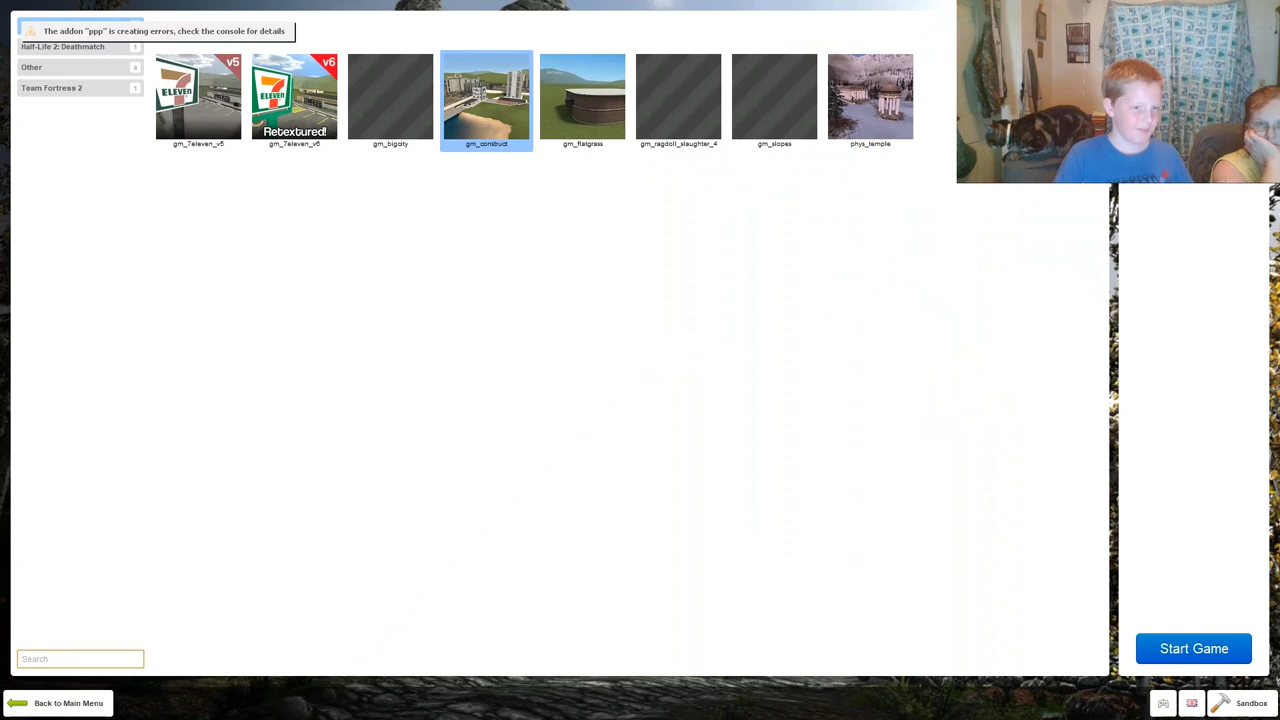 The addon "ppp" is creating errors, check the console for details
Half-Life 2: Deathmatch 1
Other 4
Team Fortress 2 1
ELEVEN v5
ELEVEN v6
Retextured!
gm_7eleven_v5
gm_7eleven_v6
gm_bigcity
gm_construct
gm_flatgrass
gm_ragdoll_slaughter_4
gm_slopes
phys_temple
Search
Start Game
Back to Main Menu
Sandbox